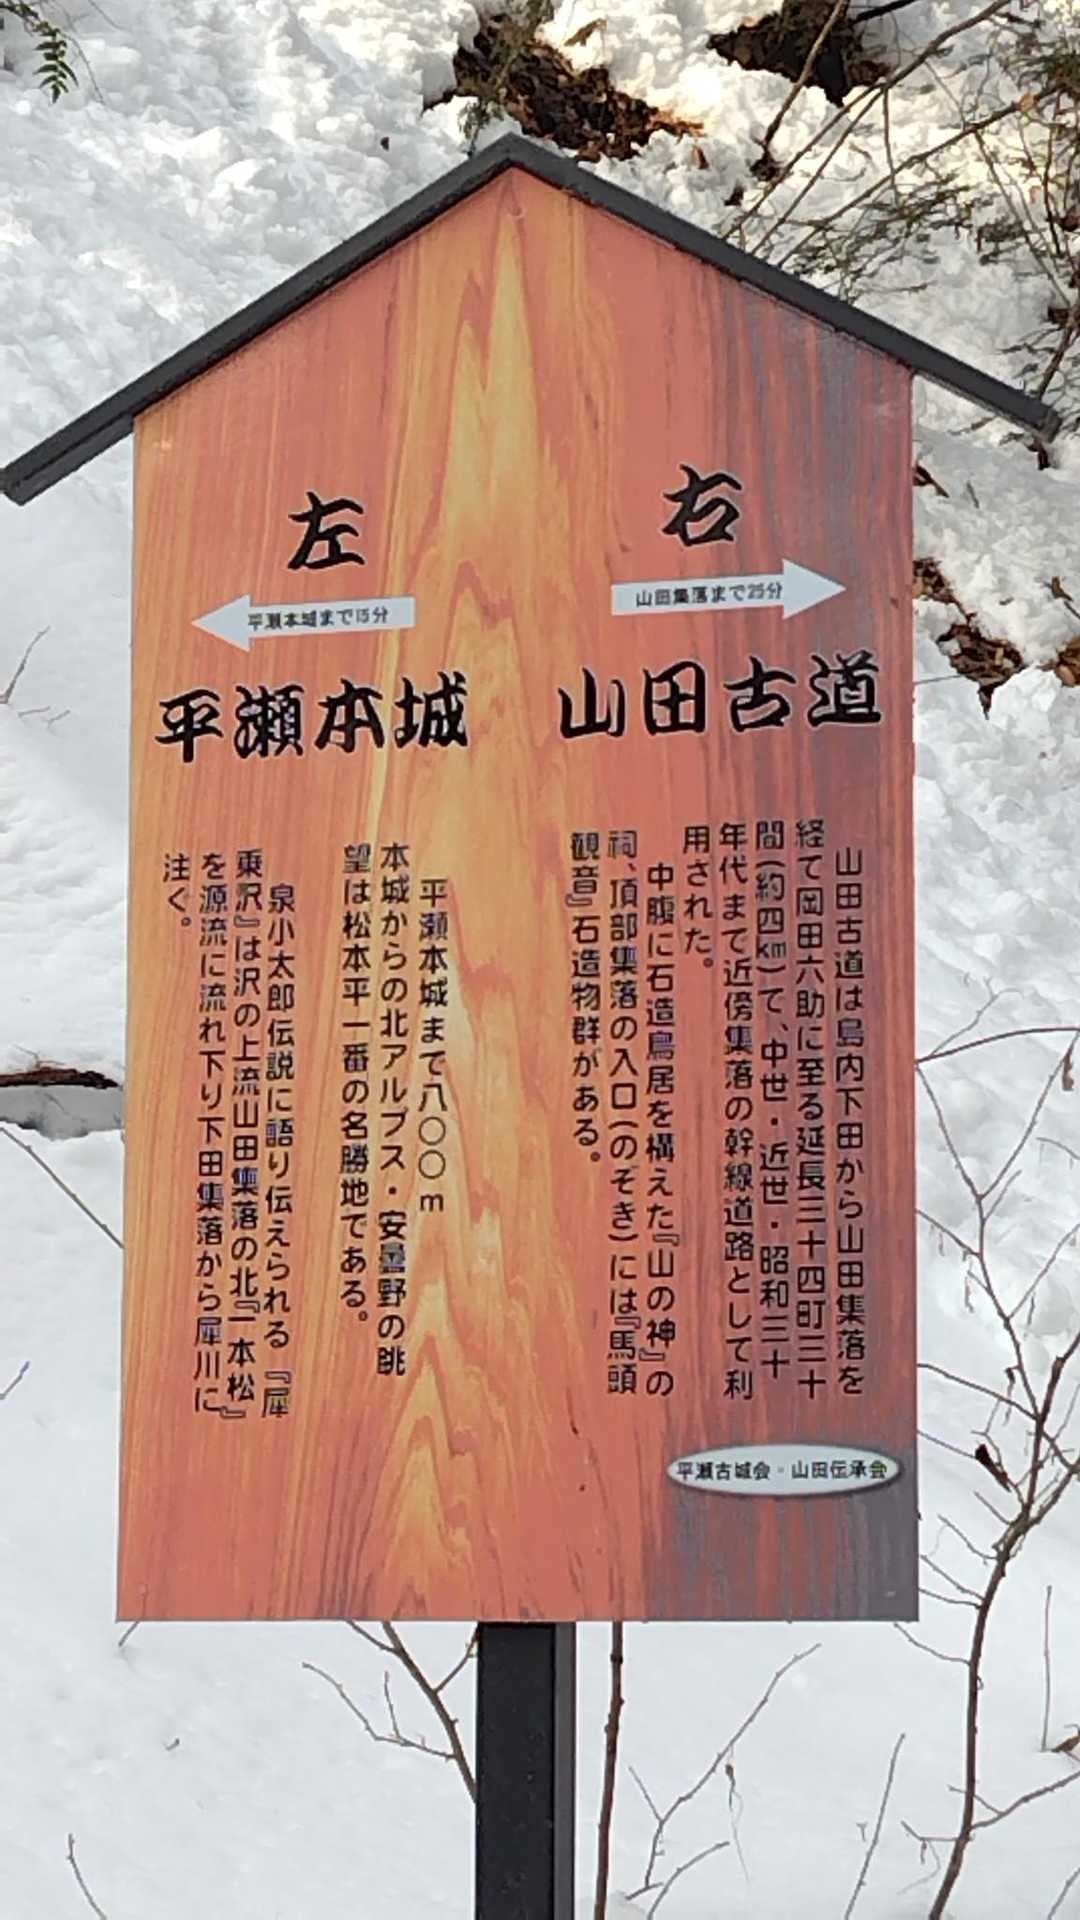 右
山田集落まで25分
山田古道
山田古道は島内下田から山田集落を
経て岡田六助に至る延長三十四町三十
間(約四km)で、中世・近世・昭和三十
年代まで近傍集落の幹線道路として利
用された。
中腹に石造鳥居を構えた『山の神』の
祠、頂部集落の入口(のぞき)には『馬頭
観音』石造物群がある。
左
平瀬本城まで15分
平瀬本城
平瀬本城まで八〇〇m
本城からの北アルプス・安曇野の眺
望は松本平一番の名勝地である。
泉小太郎伝説に語り伝えられる『犀
乗沢』は沢の上流山田集落の北『一本松』
を源流に流れ下り下田集落から犀川に
注ぐ。
平瀬古城会・山田伝承会